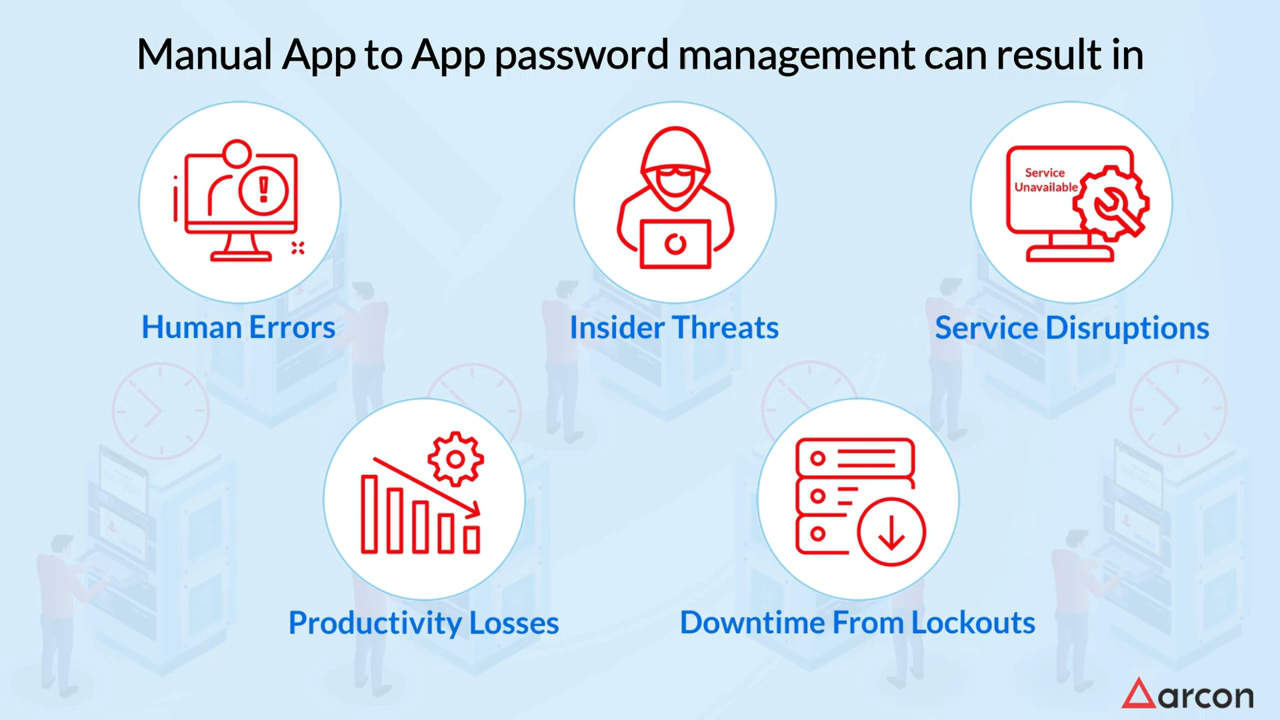 Manual App to App password management can result in
Service
Unavailable
Human Errors
Insider Threats
Service Disruptions
Productivity Losses
Downtime From Lockouts
arcon